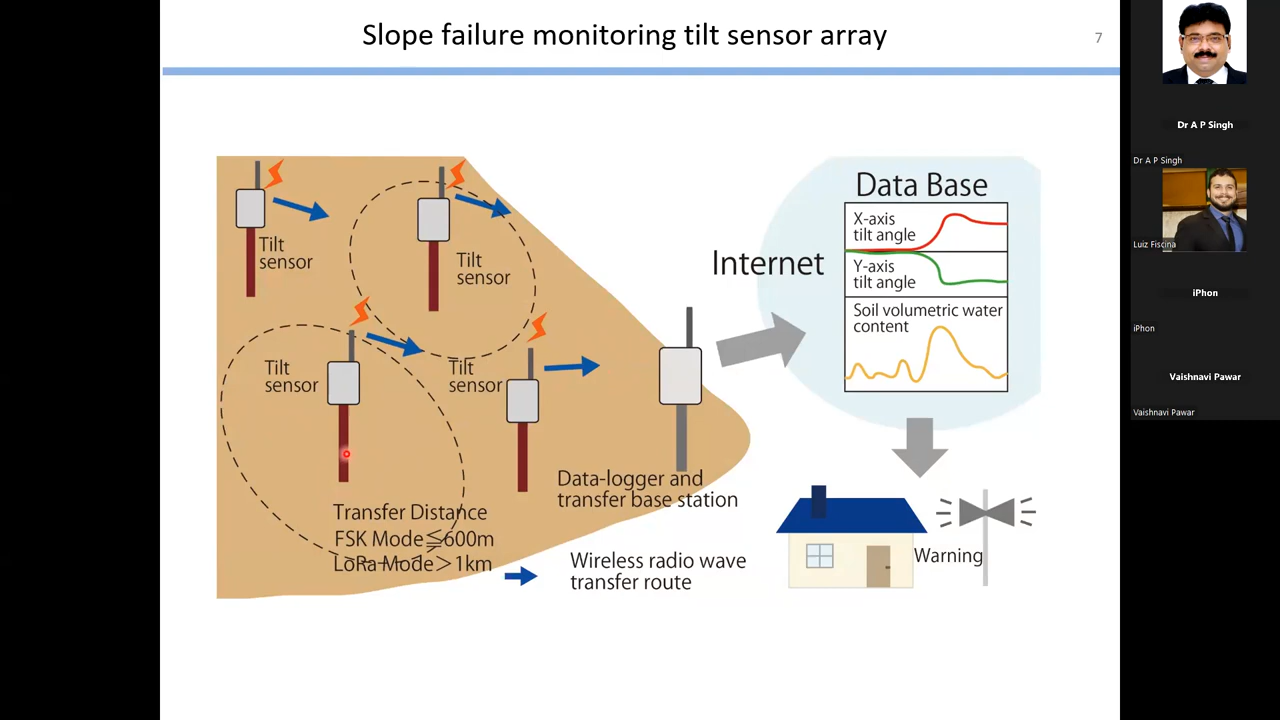 Slope failure monitoring tilt sensor array
7
Tilt
sensor
Tilt
sensor
Tilt
sensor
Tilt
sensor
Data-logger and
transfer base station
Transfer Distance
FSK Mode≦600m
LoRa Mode＞1km
Wireless radio wave
transfer route
Internet
Data Base
X-axis
tilt angle
Y-axis
tilt angle
Soil volumetric water
content
Warning
Dr A P Singh
Dr A P Singh
Luiz Fiscina
iPhon
iPhon
Vaishnavi Pawar
Vaishnavi Pawar